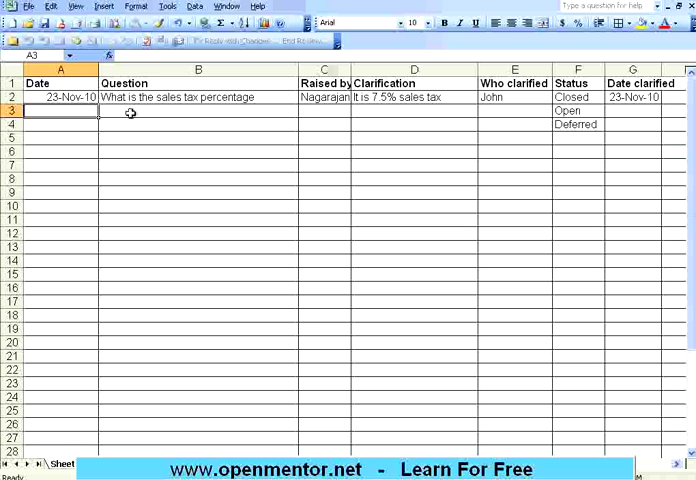 File Edit View Insert Format Tools Data Window Help Type a question for help
Arial 10 B I U $ %
Reply with Changes... End Review...
A3 fx
A B C D E F G
1 Date Question Raised by Clarification Who clarified Status Date clarified
2 23-Nov-10 What is the sales tax percentage Nagarajan It is 7.5% sales tax John Closed 23-Nov-10
3 Open
4 Deferred
5
6
7
8
9
10
11
12
13
14
15
16
17
18
19
20
21
22
23
24
25
26
27
28
Sheet
www.openmentor.net - Learn For Free
Ready M